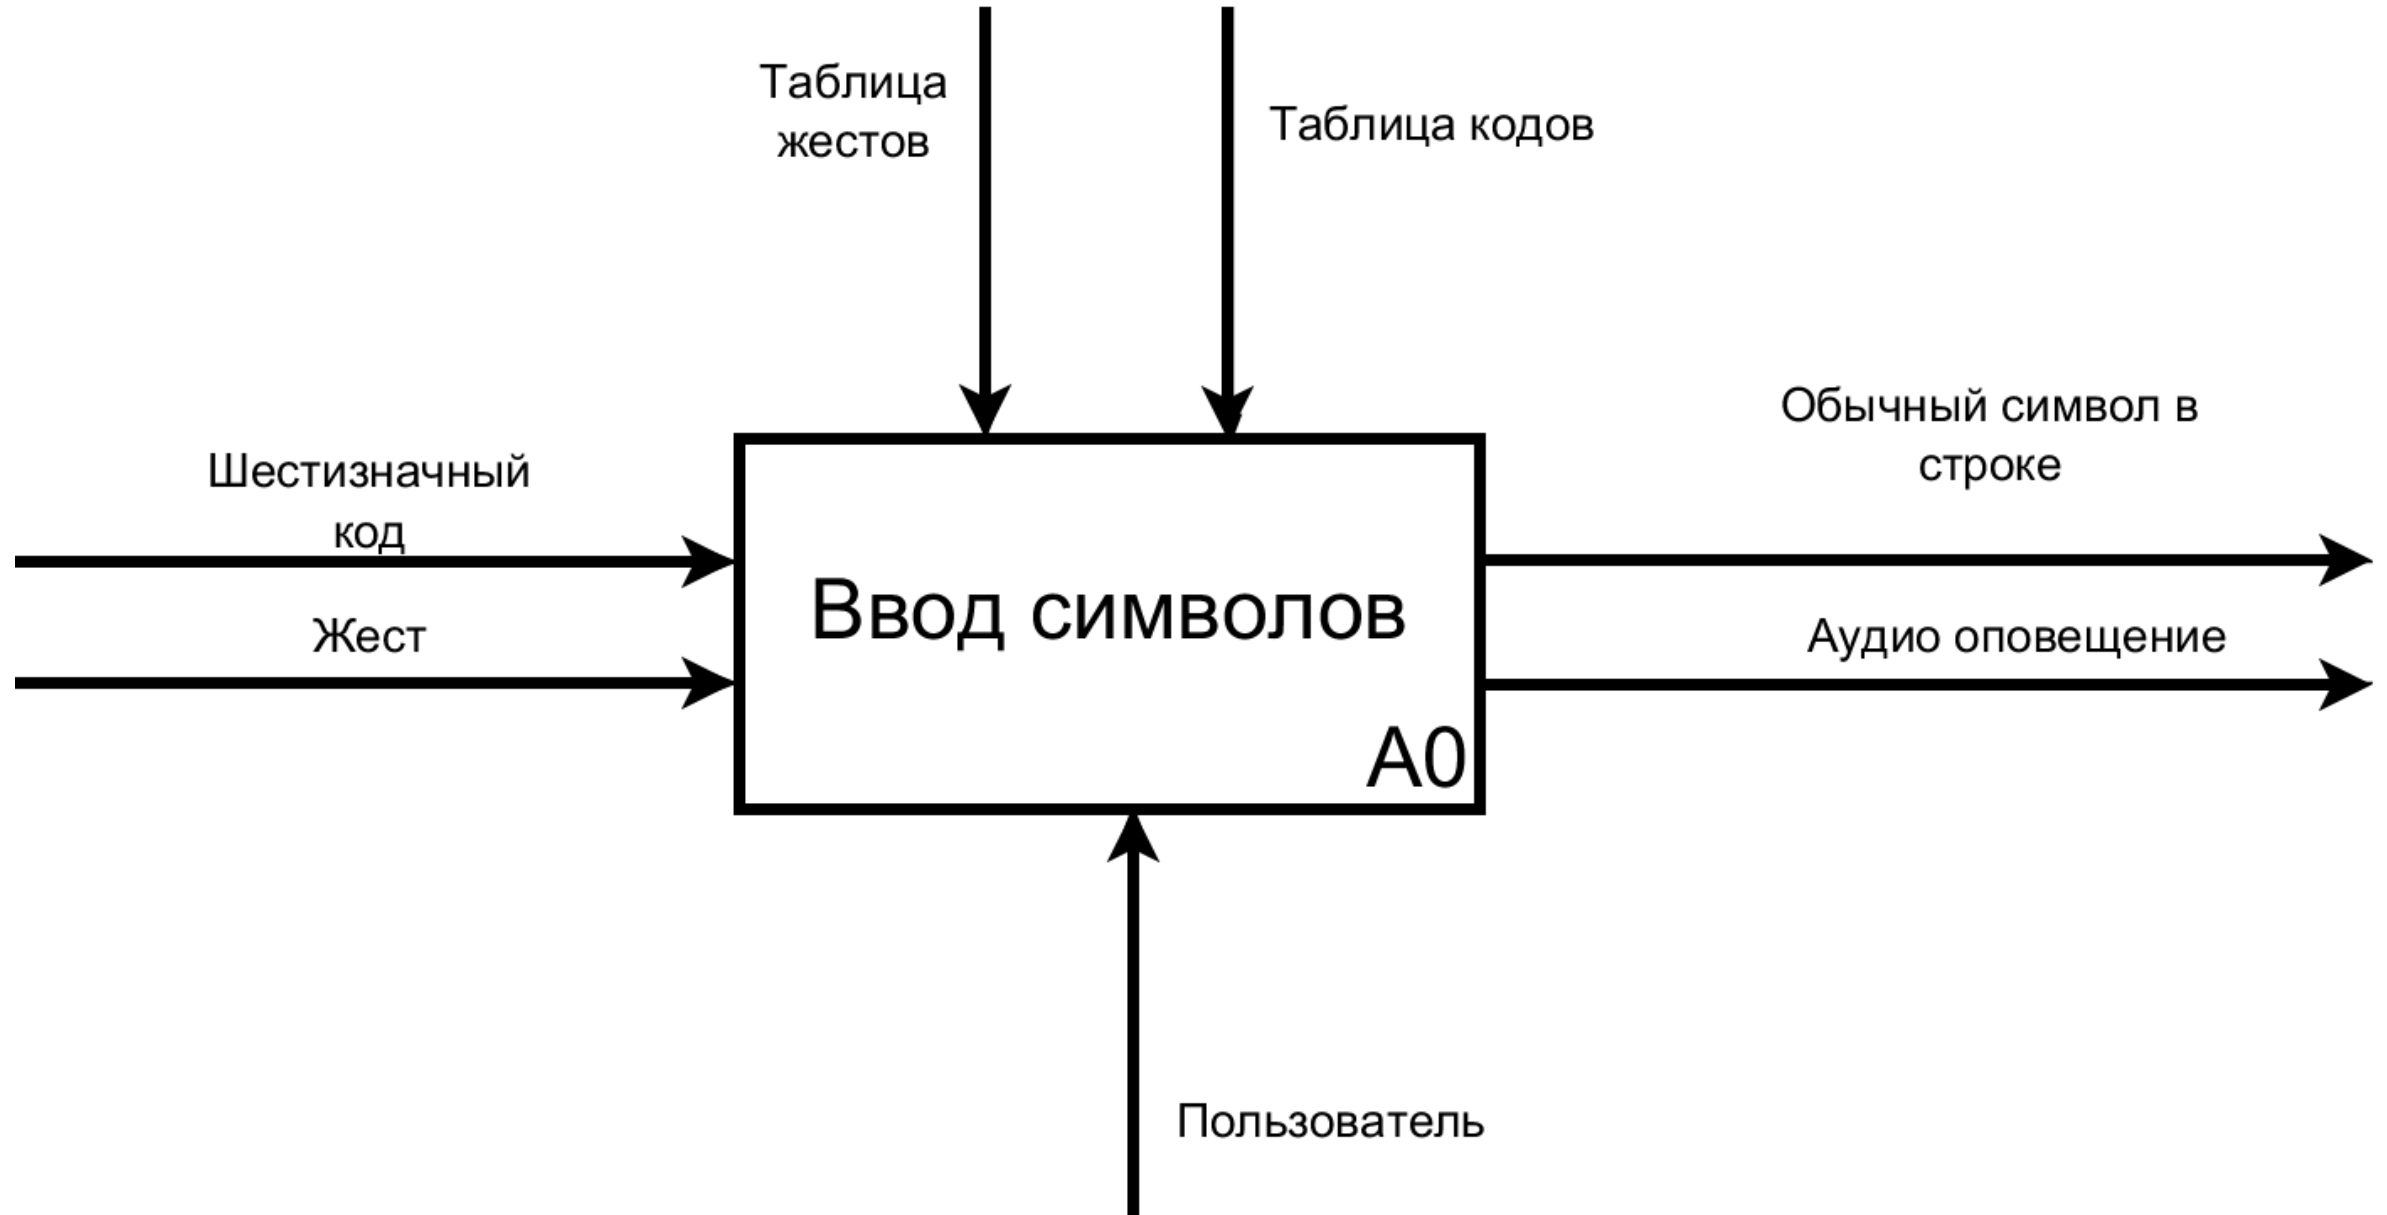 Таблица
жестов
Таблица кодов
Шестизначный
код
Жест
Ввод символов
A0
Обычный символ в
строке
Аудио оповещение
Пользователь